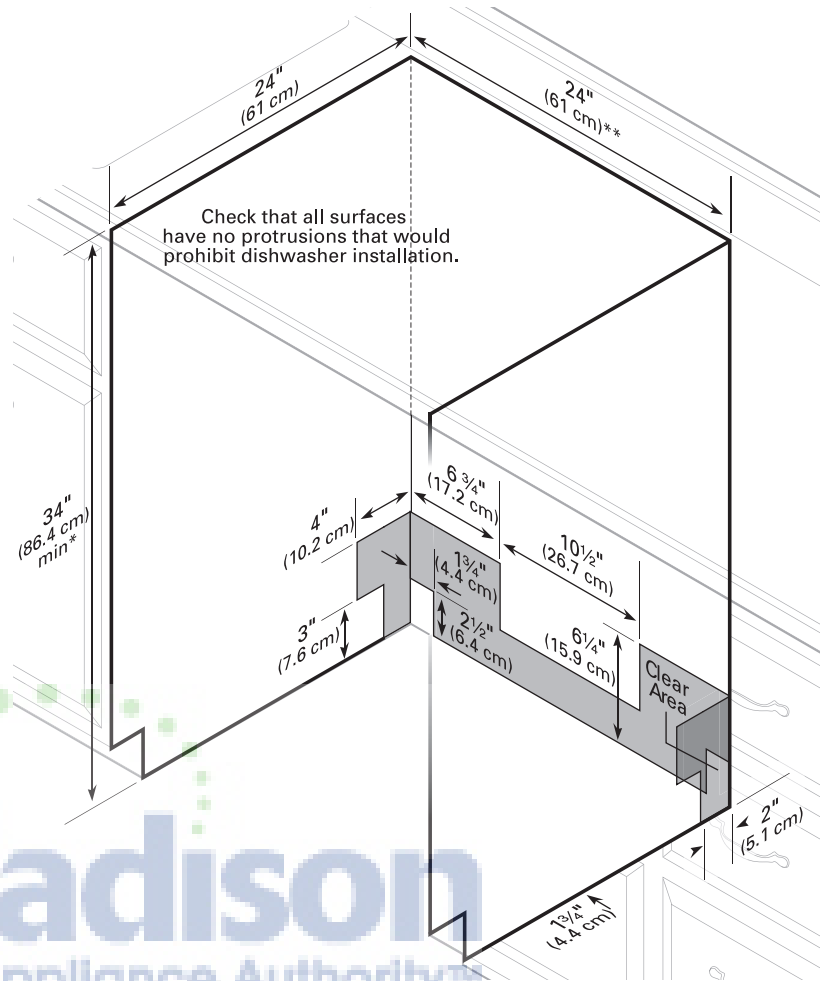 24"
(61 cm)
24"
(61 cm)**
Check that all surfaces
have no protrusions that would
prohibit dishwasher installation.
34"
(86.4 cm)
min*
6 3/4"
(17.2 cm)
4"
(10.2 cm)
10 1/2"
(26.7 cm)
1 3/4"
(4.4 cm)
3"
(7.6 cm)
2 1/2"
(6.4 cm)
6 1/4"
(15.9 cm)
Clear
Area
2"
(5.1 cm)
1 3/4"
(4.4 cm)
adison
ppliance Authority™